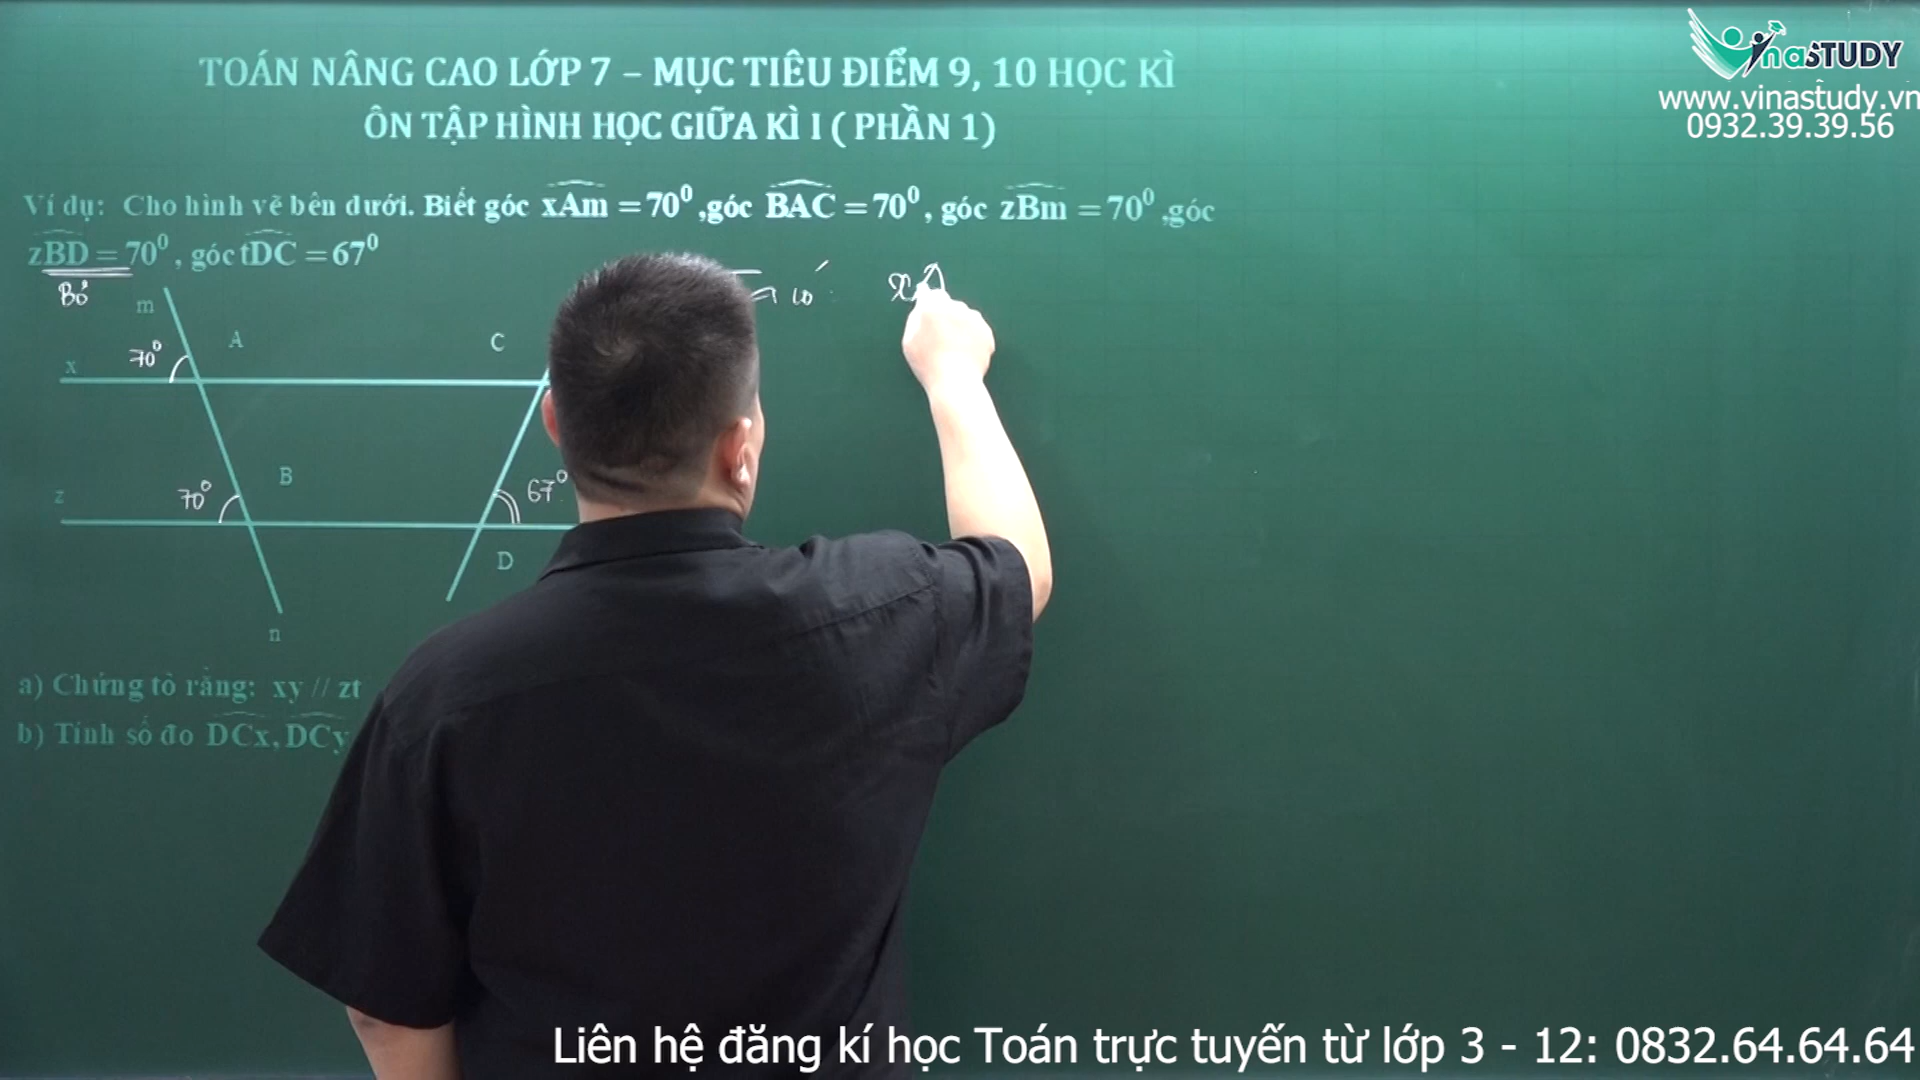 VinaSTUDY
www.vinastudy.vn
0932.39.39.56
TOÁN NÂNG CAO LỚP 7 – MỤC TIÊU ĐIỂM 9, 10 HỌC KÌ
ÔN TẬP HÌNH HỌC GIỮA KÌ I ( PHẦN 1)
Ví dụ: Cho hình vẽ bên dưới. Biết góc xAm = 70⁰ ,góc BAC = 70⁰ , góc zBm = 70⁰ ,góc
zBD = 70⁰ , góc tDC = 67⁰
Bỏ
có :
xA
m
A
C
70⁰
x
B
z
70⁰
67⁰
D
n
a) Chứng tỏ rằng: xy // zt
b) Tính số đo DCx, DCy
Liên hệ đăng kí học Toán trực tuyến từ lớp 3 - 12: 0832.64.64.64